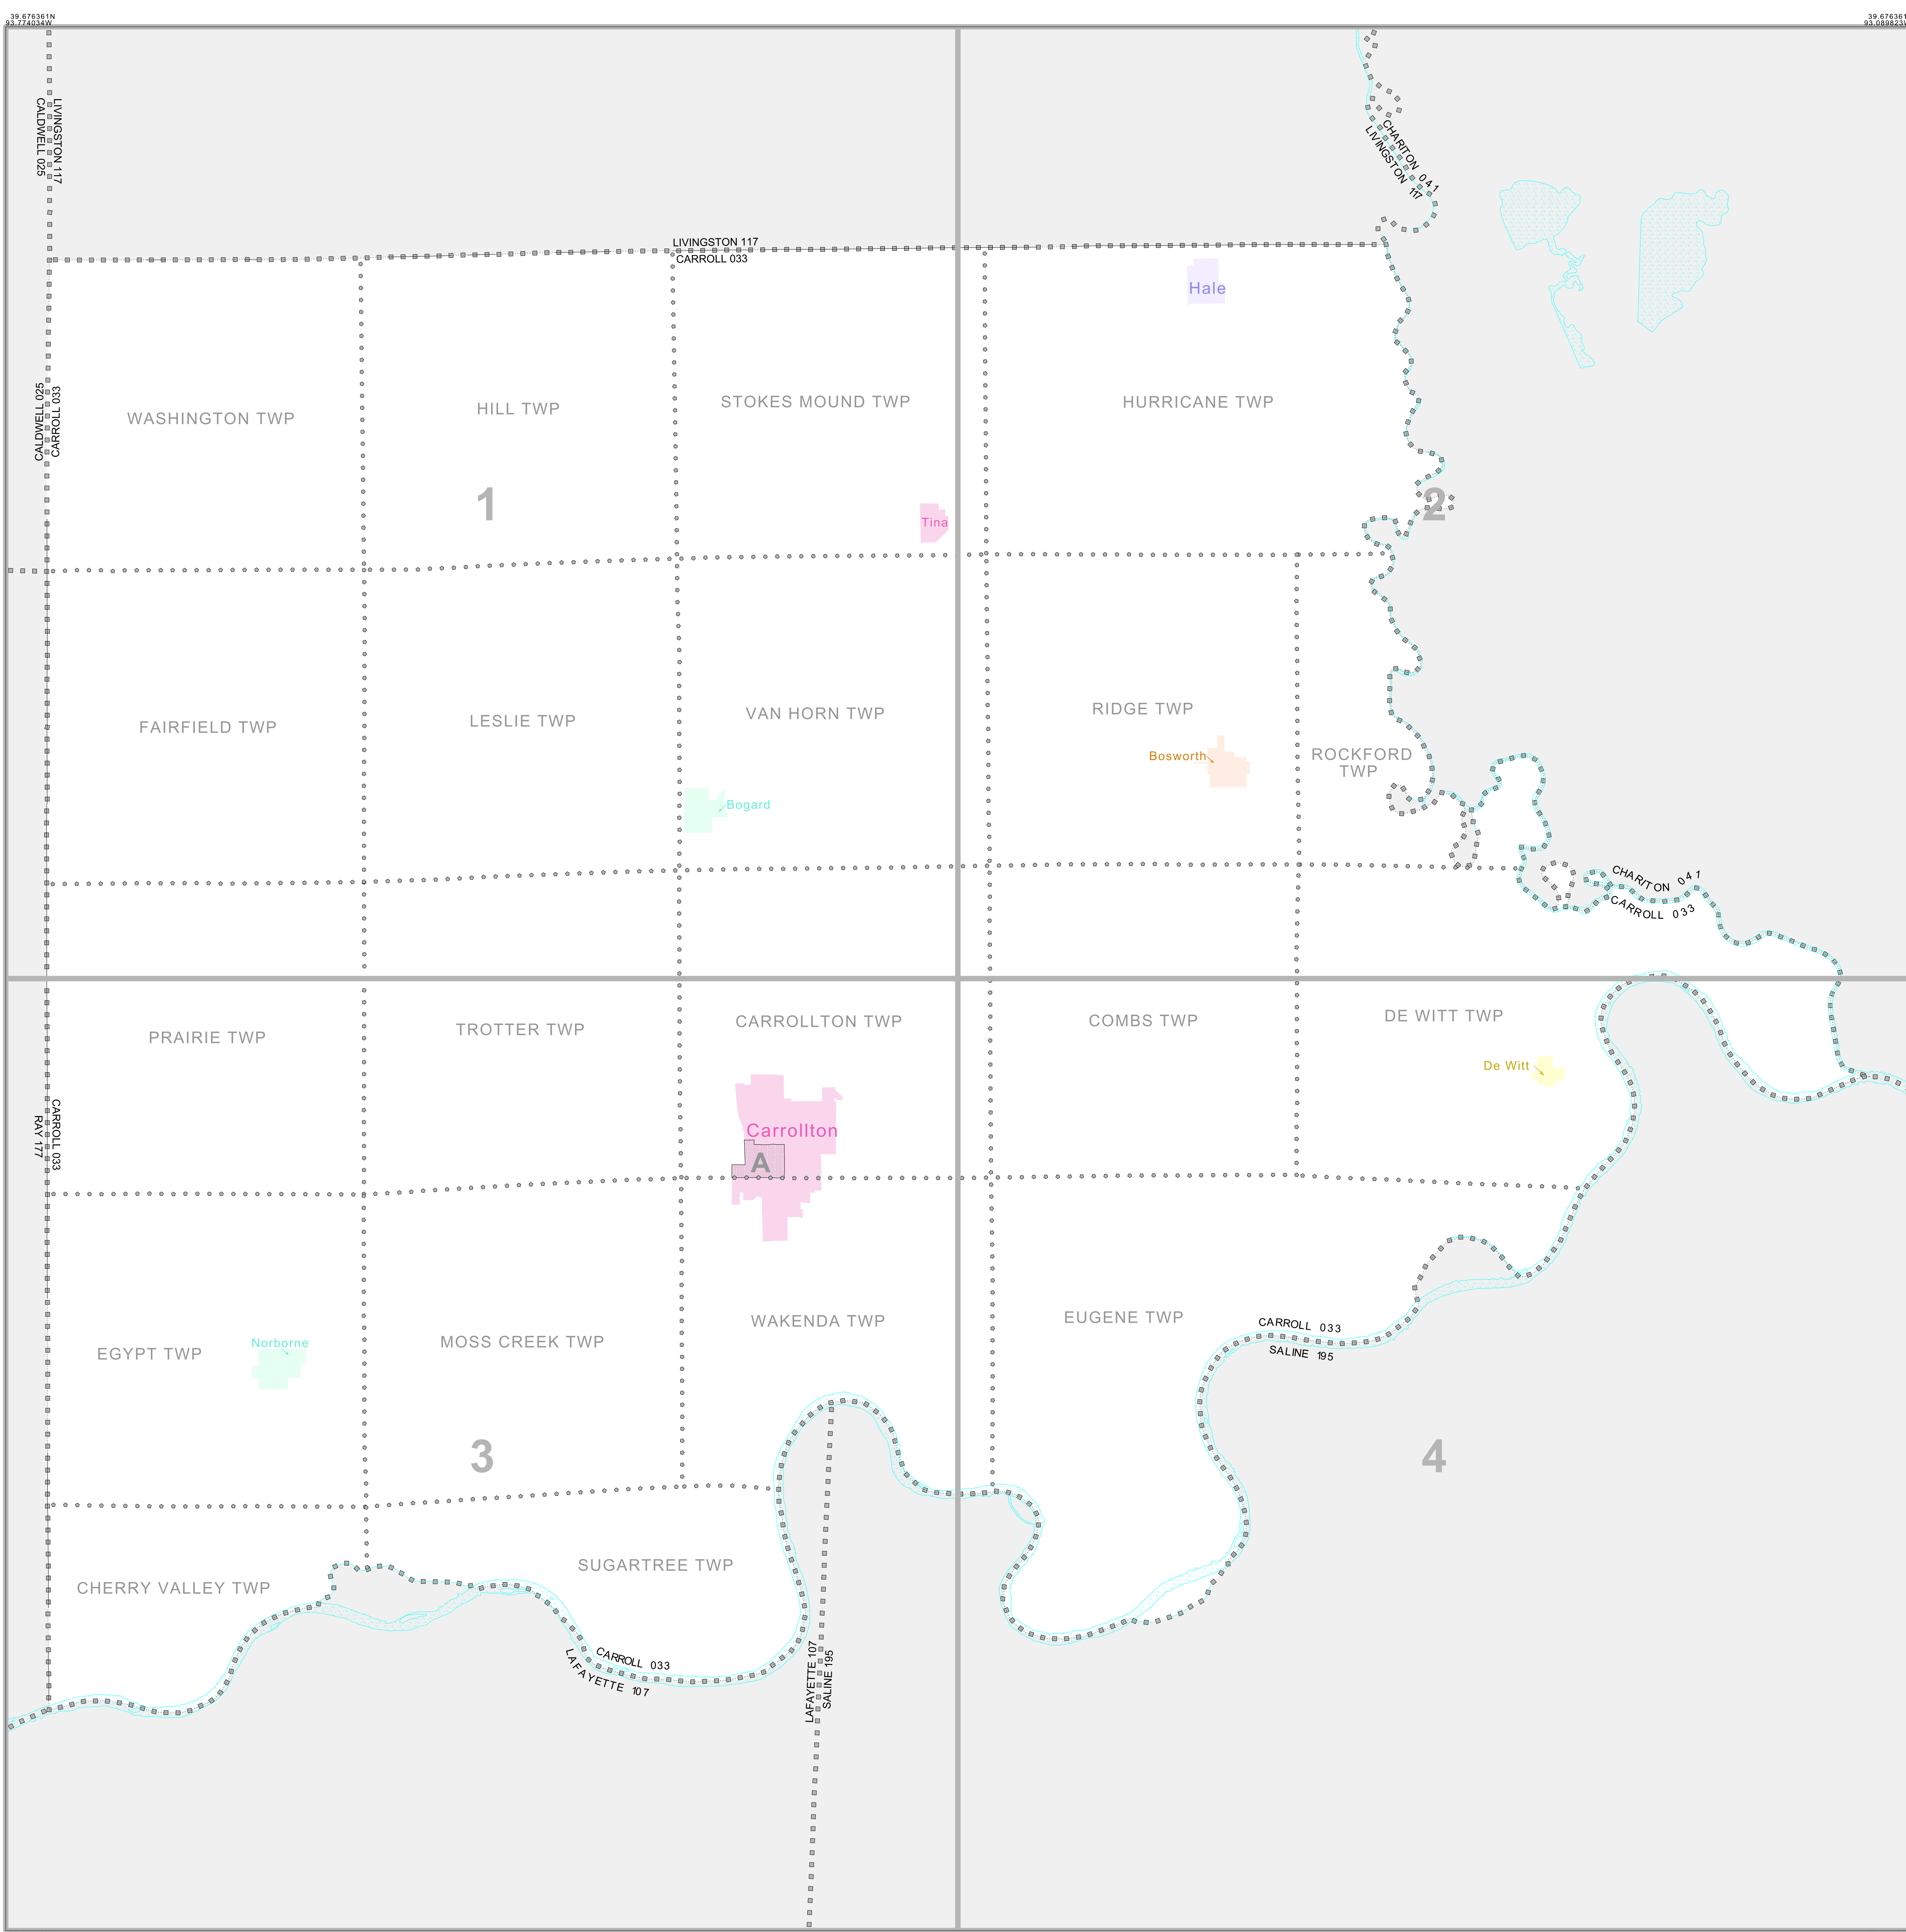 39.676361N
93.774034W
39.676361
93.089823
LIVINGSTON 117
CALDWELL 025
CHARITON 041
LIVINGSTON 117
LIVINGSTON 117
CARROLL 033
Hale
CALDWELL 025
CARROLL 033
WASHINGTON TWP
HILL TWP
STOKES MOUND TWP
HURRICANE TWP
1
2
Tina
FAIRFIELD TWP
LESLIE TWP
VAN HORN TWP
RIDGE TWP
Bosworth
ROCKFORD
TWP
Bogard
CHARITON 041
CARROLL 033
PRAIRIE TWP
TROTTER TWP
CARROLLTON TWP
COMBS TWP
DE WITT TWP
De Witt
CARROLL 033
RAY 177
Carrollton
A
EGYPT TWP
Norborne
MOSS CREEK TWP
WAKENDA TWP
EUGENE TWP
CARROLL 033
SALINE 195
3
4
CHERRY VALLEY TWP
SUGARTREE TWP
CARROLL 033
LAFAYETTE 107
LAFAYETTE 107
SALINE 195